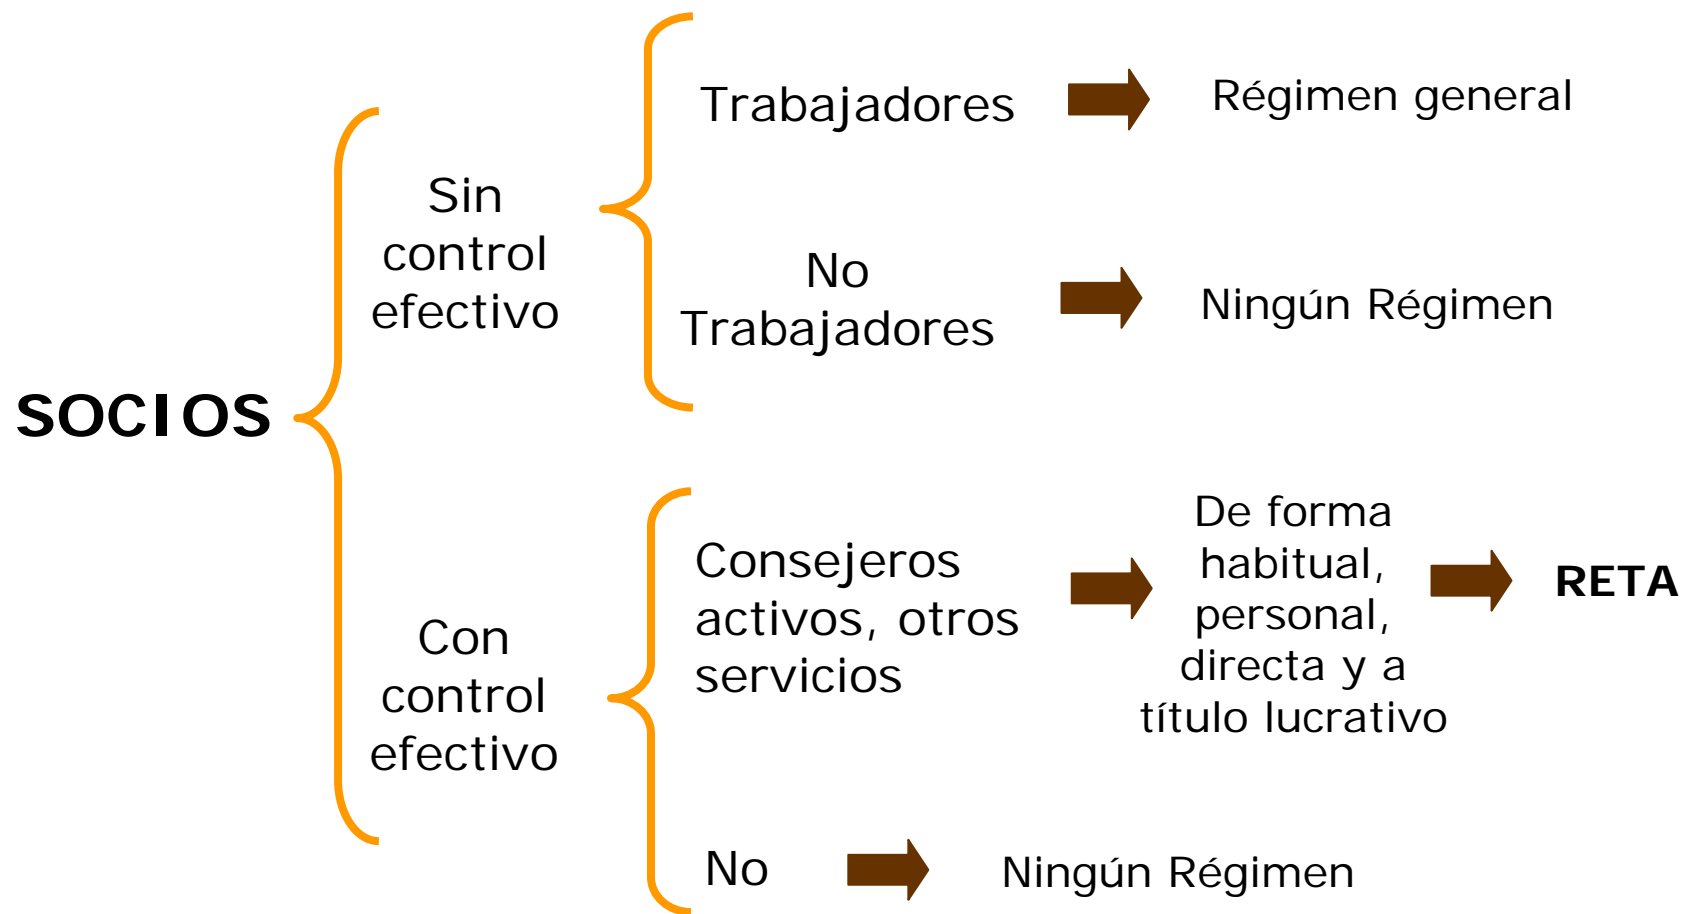 SOCIOS
Sin
control
efectivo
Trabajadores
Régimen general
No
Trabajadores
Ningún Régimen
Con
control
efectivo
Consejeros
activos, otros
servicios
De forma
habitual,
personal,
directa y a
título lucrativo
RETA
No
Ningún Régimen